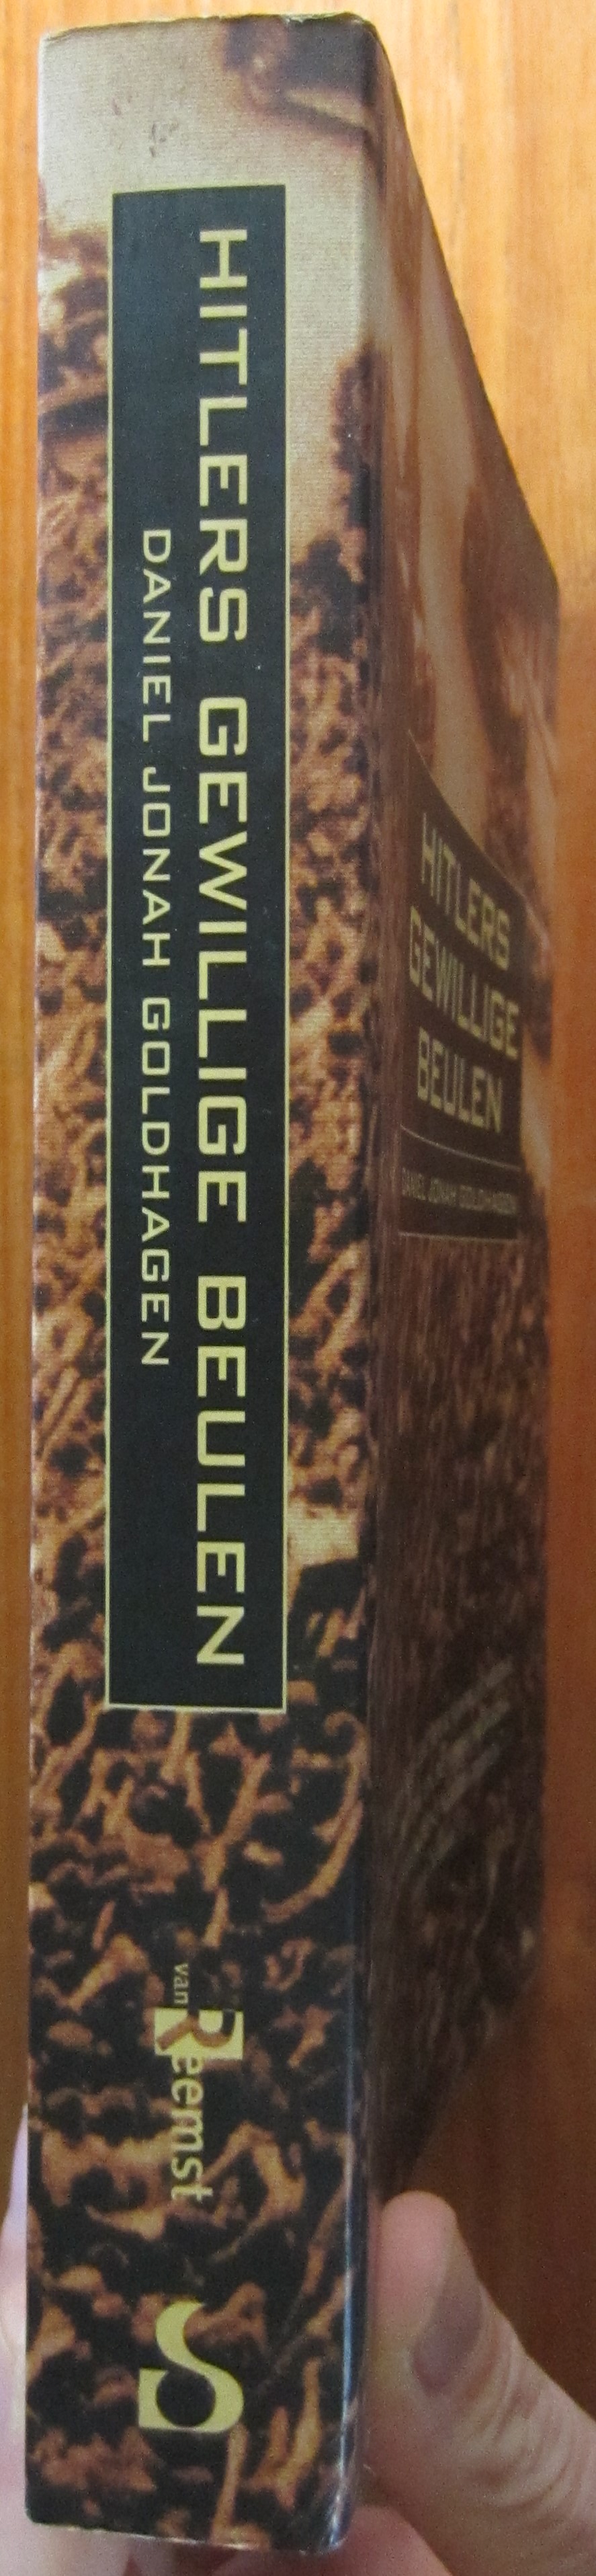 HITLERS GEWILLIGE BEULEN
DANIEL JONAH GOLDHAGEN
van Reemst
S
HITLERS
GEWILLIGE
BEULEN
DANIEL JONAH GOLDHAGEN